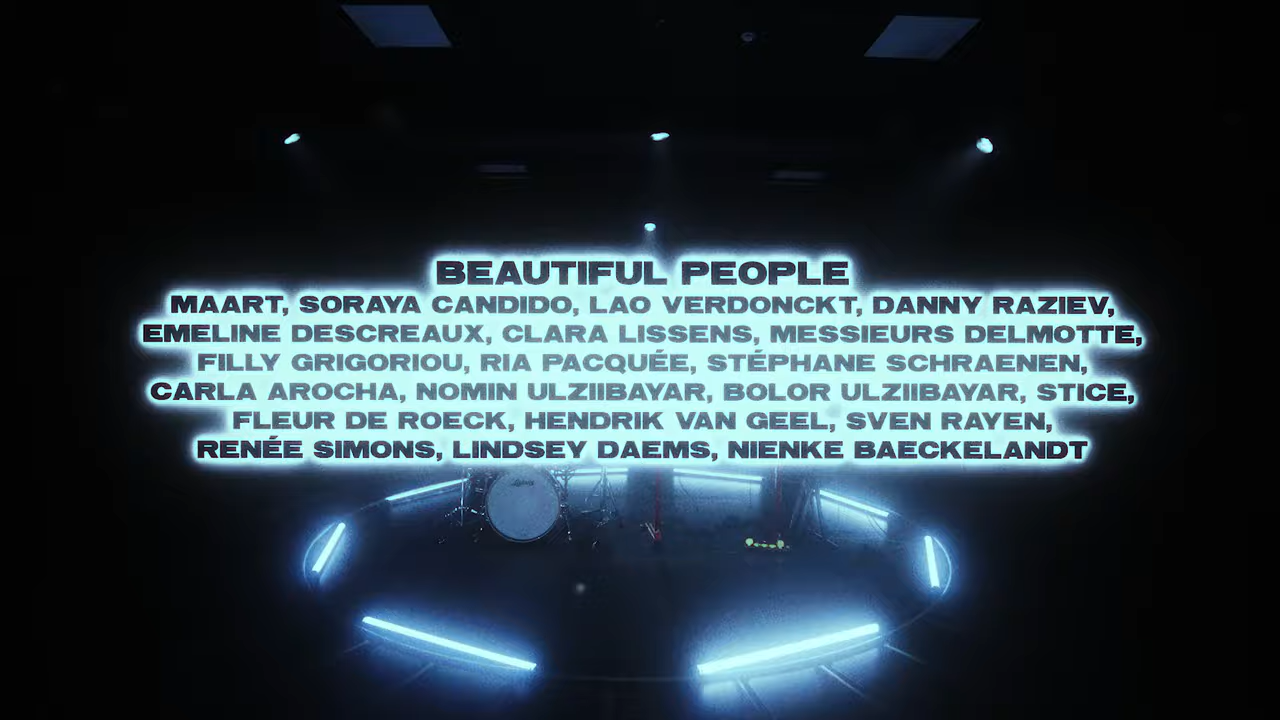 BEAUTIFUL PEOPLE
MAART, SORAYA CANDIDO, LAO VERDONCKT, DANNY RAZIEV,
EMELINE DESCREAUX, CLARA LISSENS, MESSIEURS DELMOTTE,
FILLY GRIGORIOU, RIA PACQUÉE, STÉPHANE SCHRAENEN,
CARLA AROCHA, NOMIN ULZIIBAYAR, BOLOR ULZIIBAYAR, STICE,
FLEUR DE ROECK, HENDRIK VAN GEEL, SVEN RAYEN,
RENÉE SIMONS, LINDSEY DAEMS, NIENKE BAECKELANDT
Ludwig